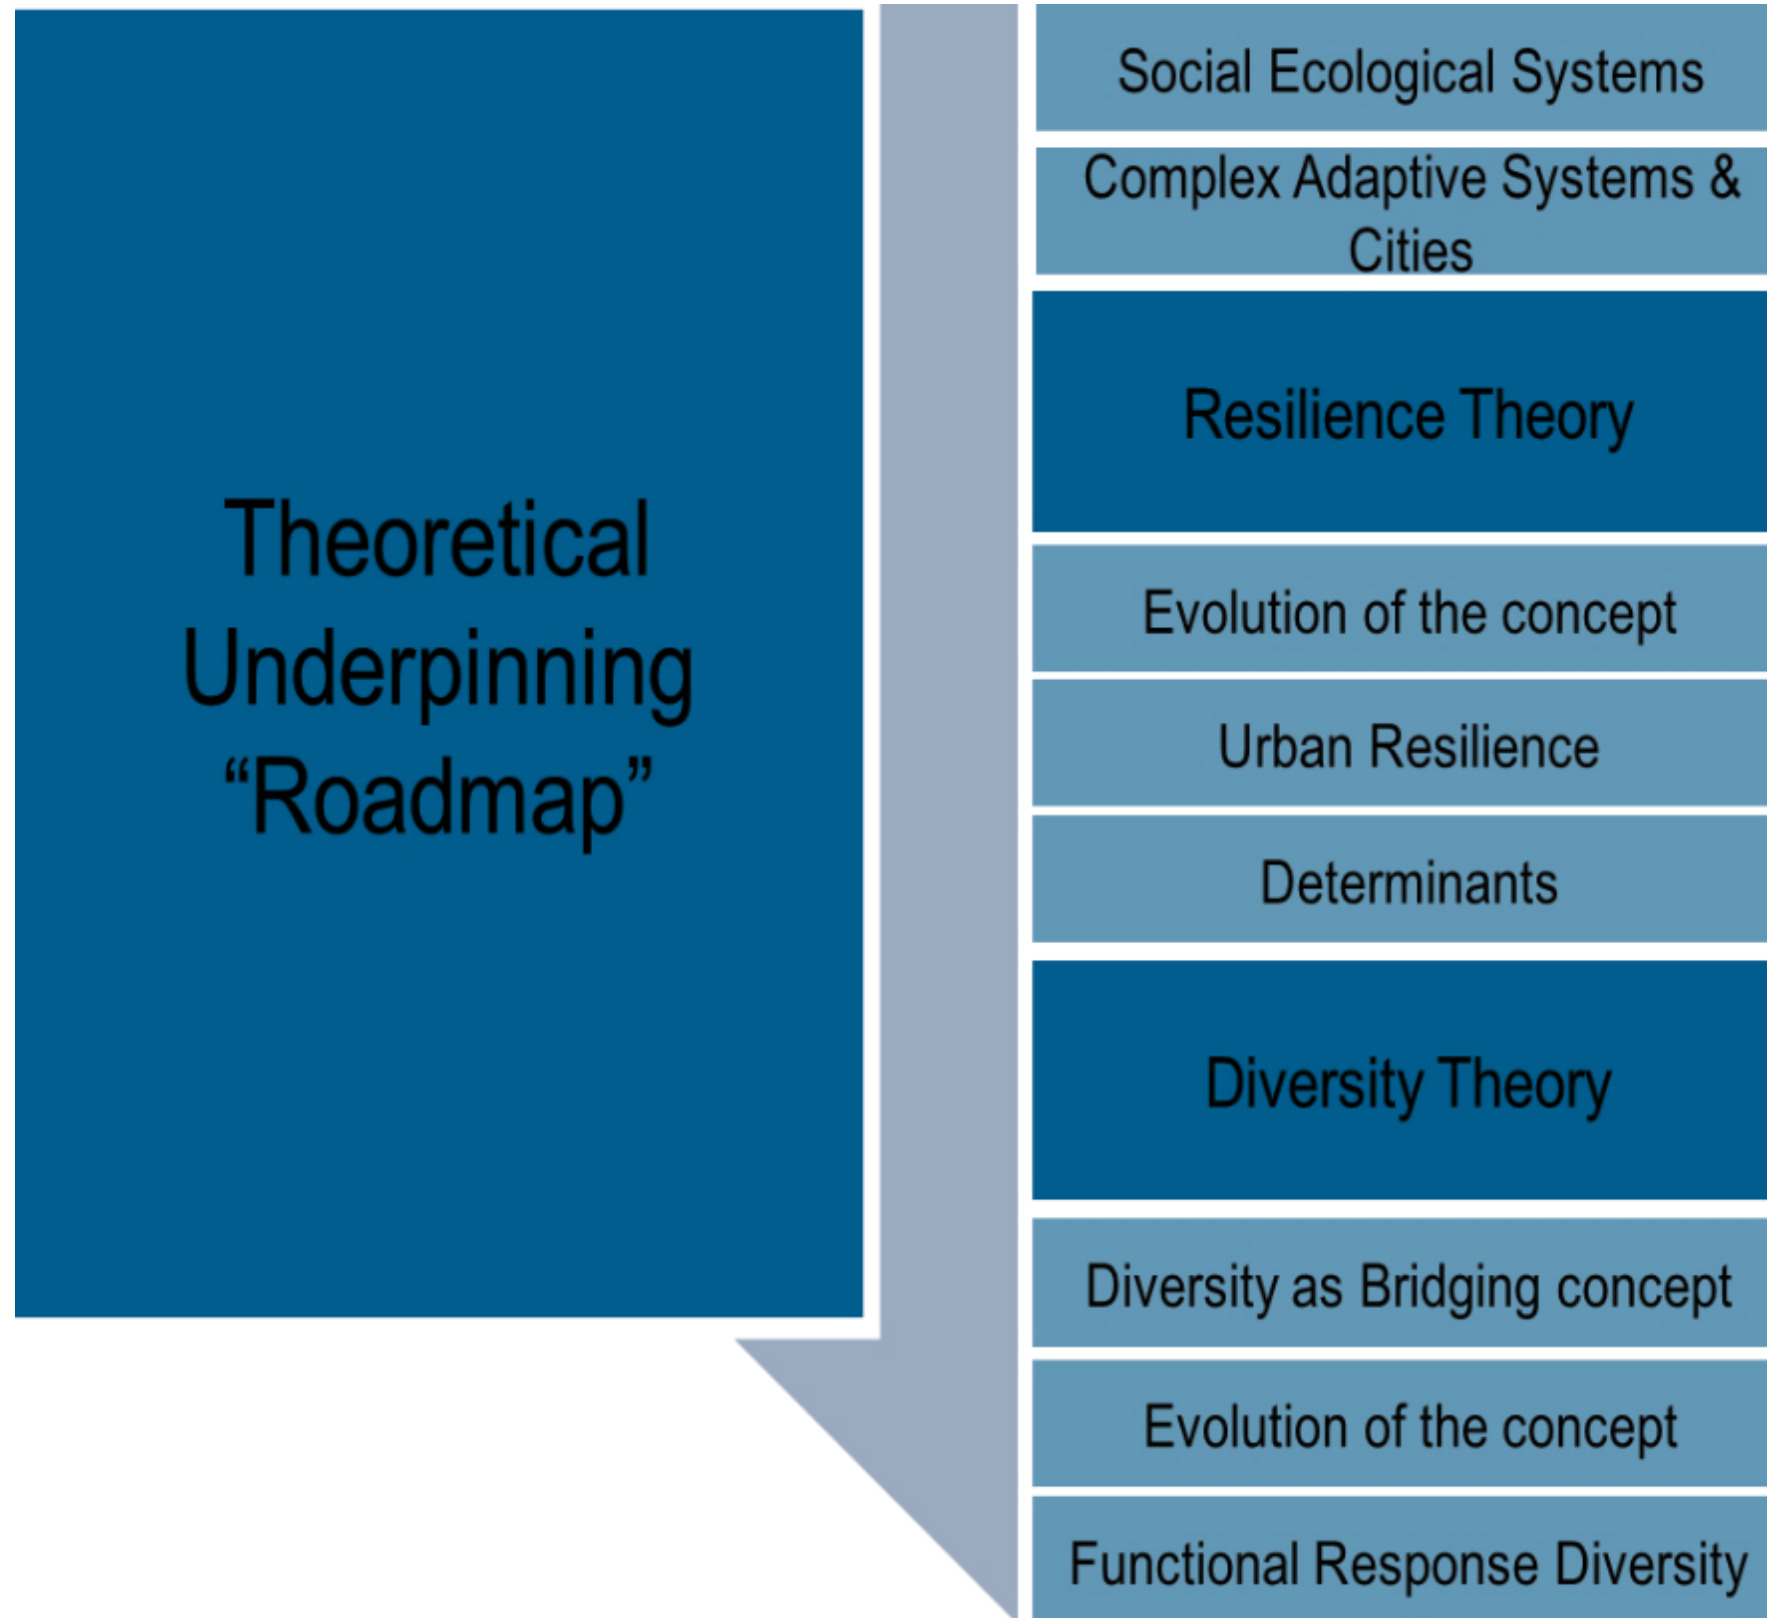 Theoretical
Underpinning
“Roadmap”
Social Ecological Systems
Complex Adaptive Systems &
Cities
Resilience Theory
Evolution of the concept
Urban Resilience
Determinants
Diversity Theory
Diversity as Bridging concept
Evolution of the concept
Functional Response Diversity